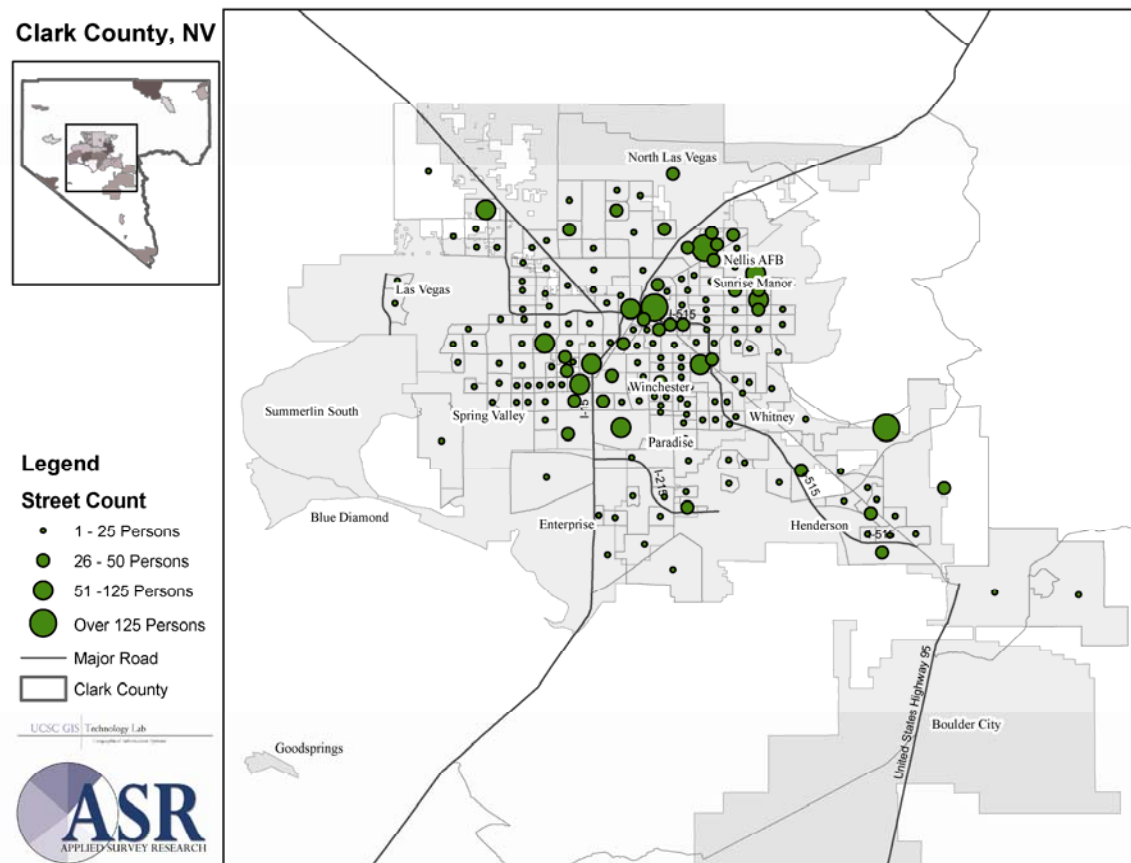 Clark County, NV
North Las Vegas
Nellis AFB
Sunrise Manor
Las Vegas
I-515
Winchester
Summerlin South
Spring Valley
I-15
Whitney
Paradise
I-215
I-515
Blue Diamond
Enterprise
Henderson
Legend
Street Count
1 - 25 Persons
26 - 50 Persons
51 -125 Persons
Over 125 Persons
Major Road
Clark County
United States Highway 95
Boulder City
Goodsprings
UCSC GIS Technology Lab
ASR
APPLIED SURVEY RESEARCH